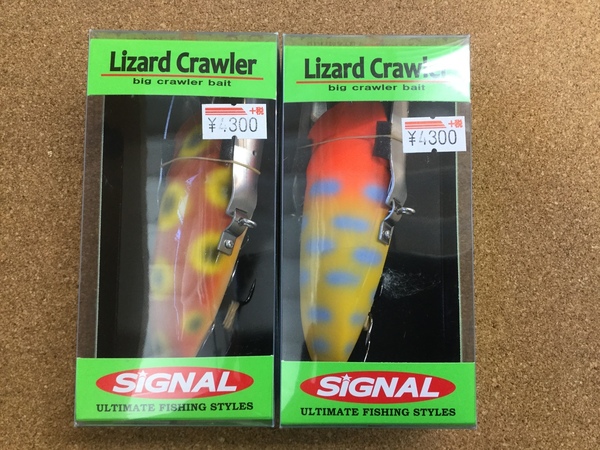 Lizard Crawler
big crawler bait
+税
¥4300
SiGNAL
ULTIMATE FISHING STYLES
Lizard Crawler
big crawler bait
+税
¥4300
SiGNAL
ULTIMATE FISHING STYLES